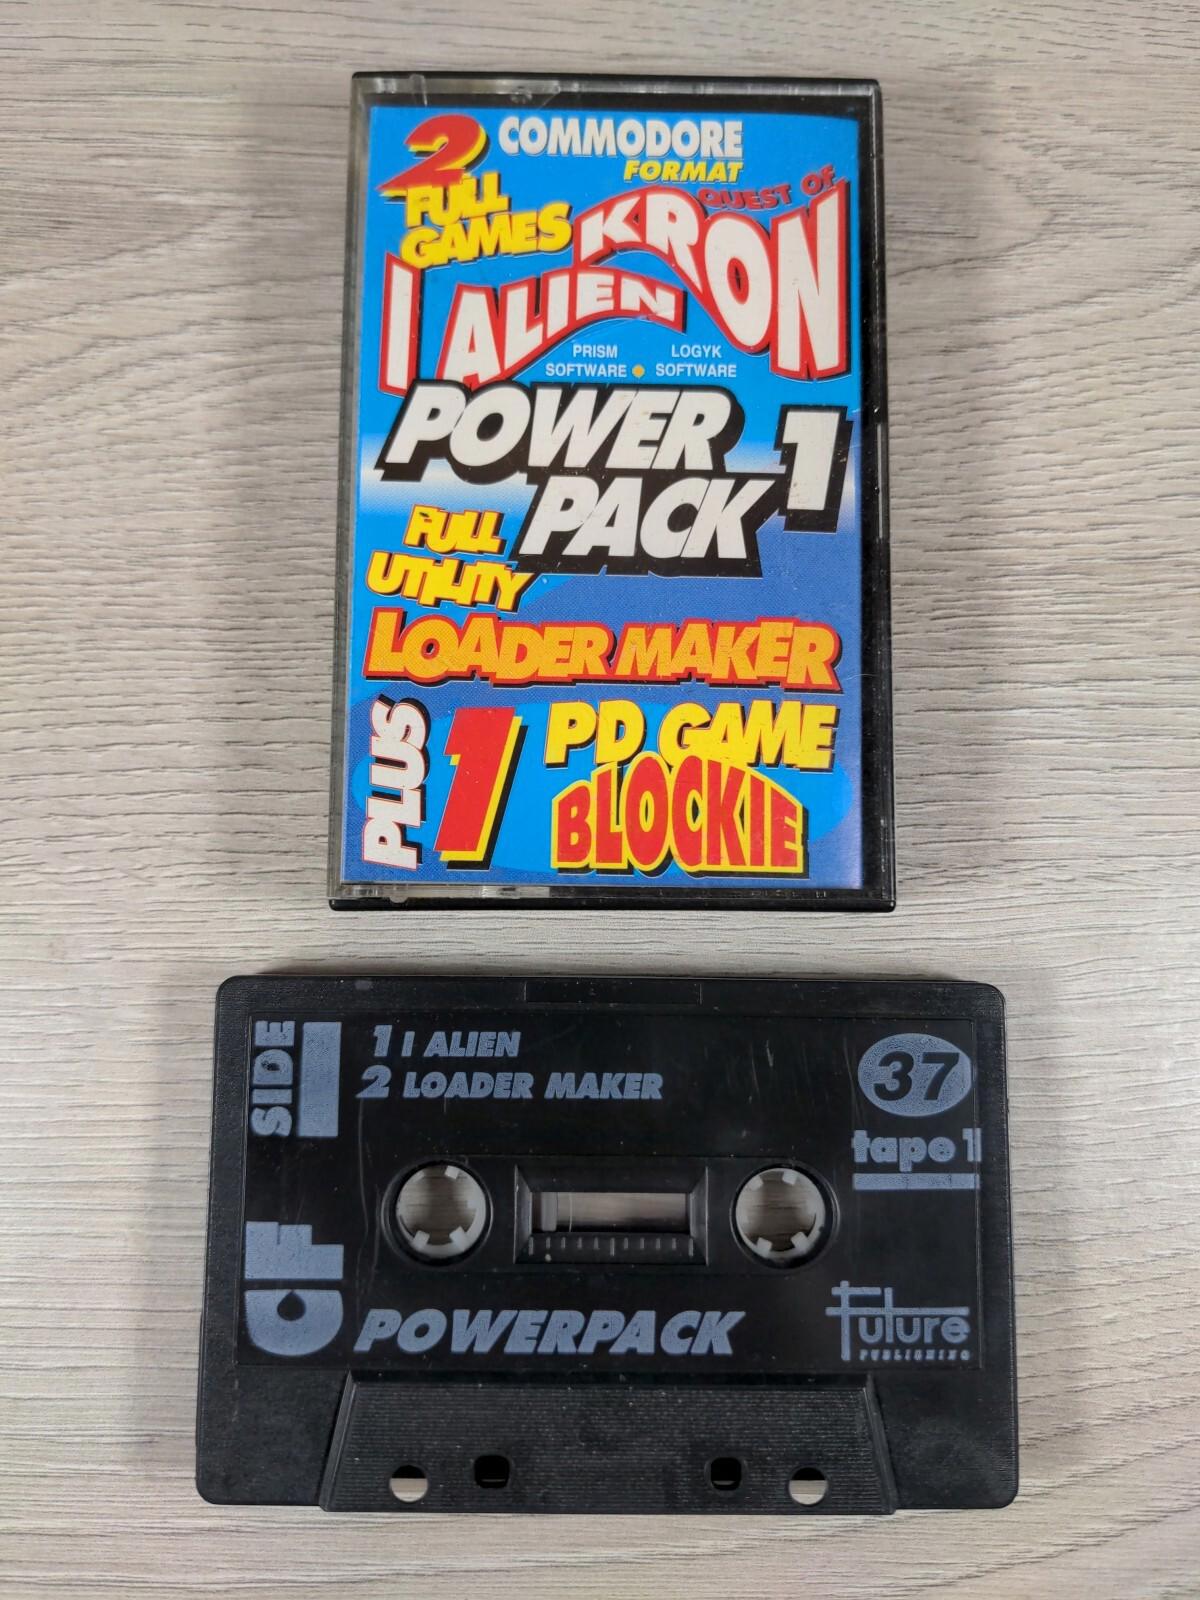 2
FULL
GAMES
COMMODORE
FORMAT
QUEST OF
KRON
I ALIEN
PRISM
SOFTWARE
LOGYK
SOFTWARE
POWER
PACK
1
FULL
UTILITY
LOADER MAKER
PLUS
1
PD GAME
BLOCKIE
SIDE 1
1 I ALIEN
2 LOADER MAKER
37
tape 1
CF
POWERPACK
Future
PUBLISHING